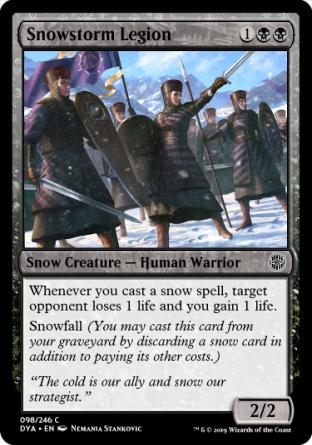 Snowstorm Legion 1
Snow Creature — Human Warrior
Whenever you cast a snow spell, target
opponent loses 1 life and you gain 1 life.
Snowfall (You may cast this card from
your graveyard by discarding a snow card in
addition to paying its other costs.)
“The cold is our ally and snow our
strategist.”
2/2
098/246 C
DYA • EN Nemania Stankovic
™ & © 2019 Wizards of the Coast